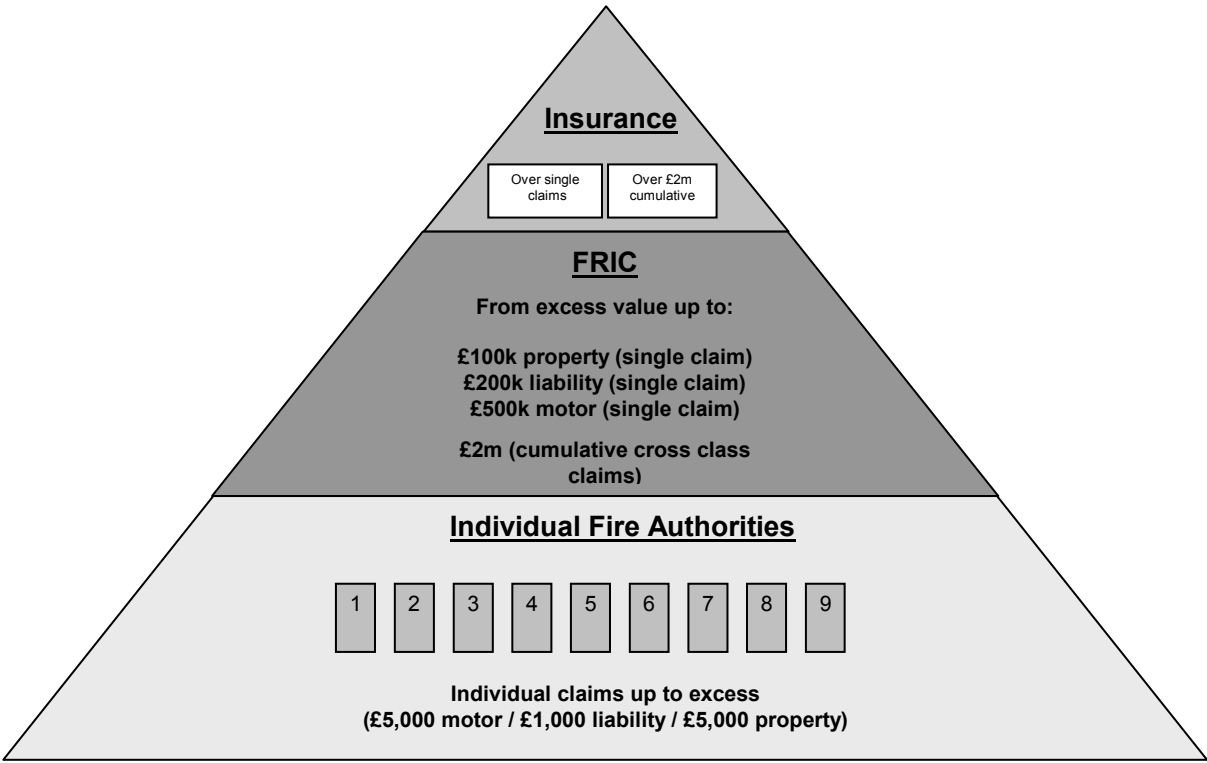 Insurance
Over single
claims
Over £2m
cumulative
FRIC
From excess value up to:
£100k property (single claim)
£200k liability (single claim)
£500k motor (single claim)
£2m (cumulative cross class
claims)
Individual Fire Authorities
1 2 3 4 5 6 7 8 9
Individual claims up to excess
(£5,000 motor / £1,000 liability / £5,000 property)